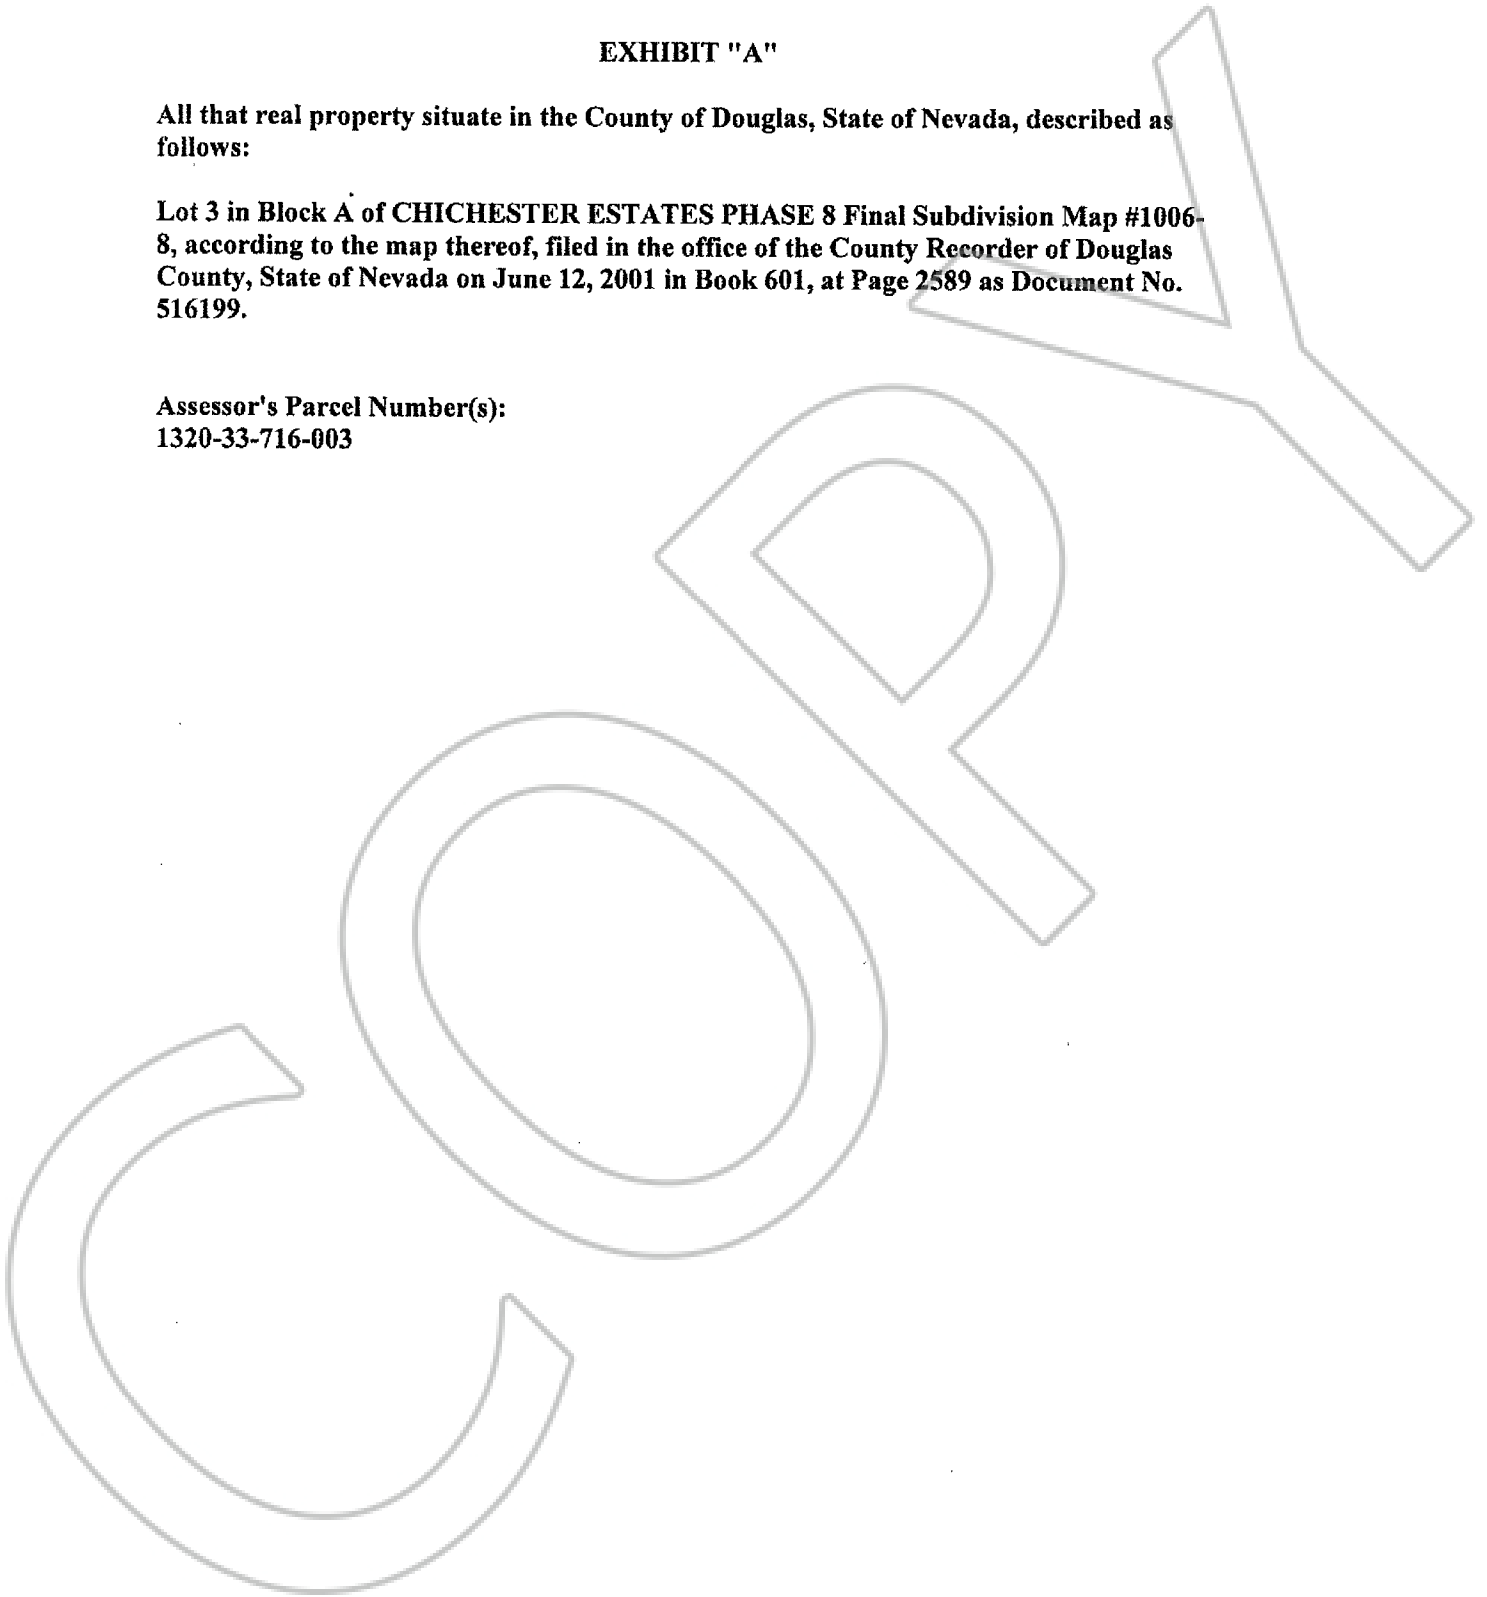 EXHIBIT "A"
All that real property situate in the County of Douglas, State of Nevada, described as
follows:
Lot 3 in Block A of CHICHESTER ESTATES PHASE 8 Final Subdivision Map #1006-
8, according to the map thereof, filed in the office of the County Recorder of Douglas
County, State of Nevada on June 12, 2001 in Book 601, at Page 2589 as Document No.
516199.
Assessor's Parcel Number(s):
1320-33-716-003
COPY